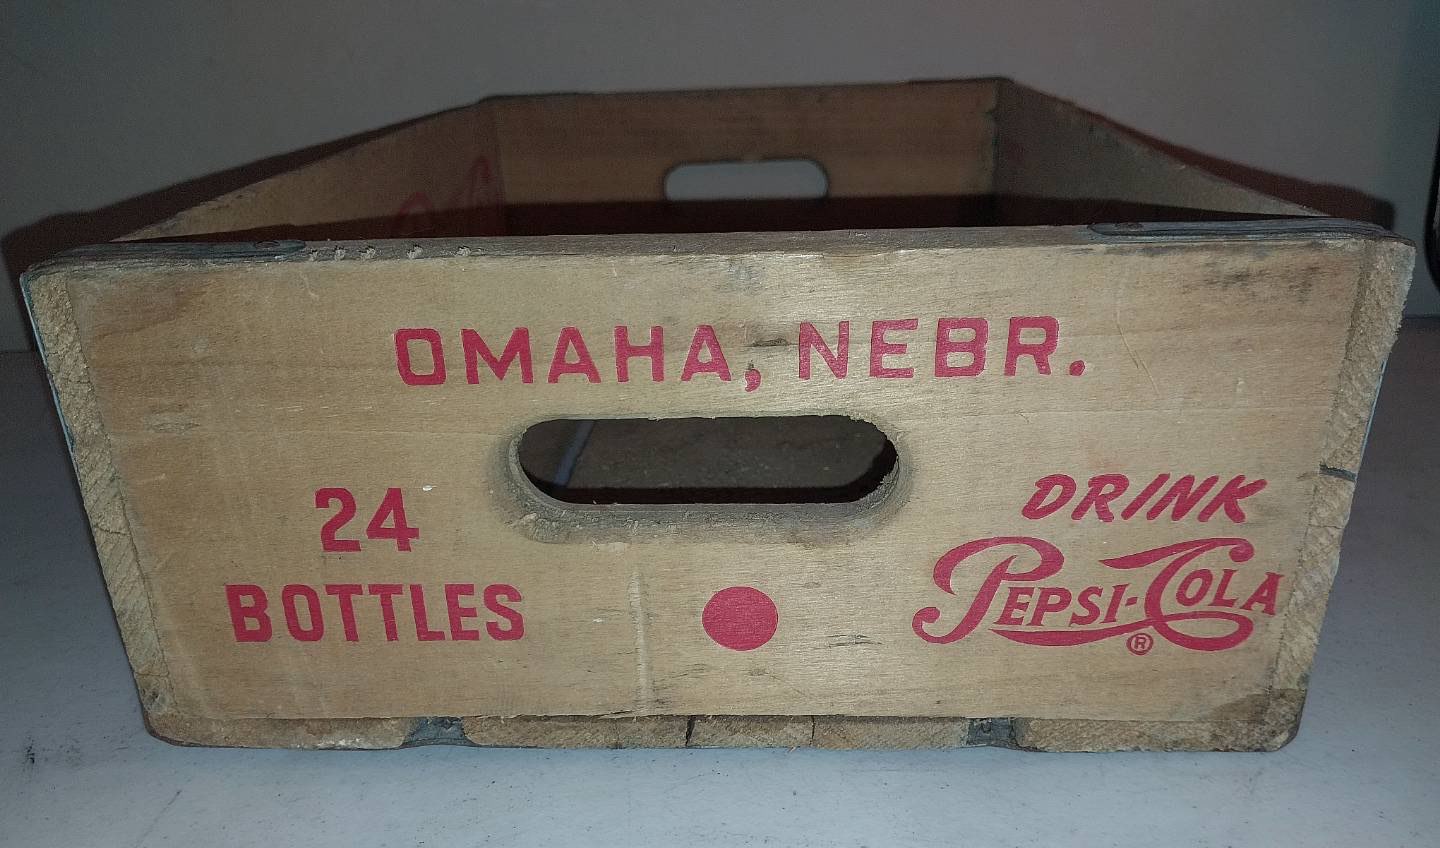 OMAHA, NEBR.
24
BOTTLES
DRINK
PEPSI-COLA
®